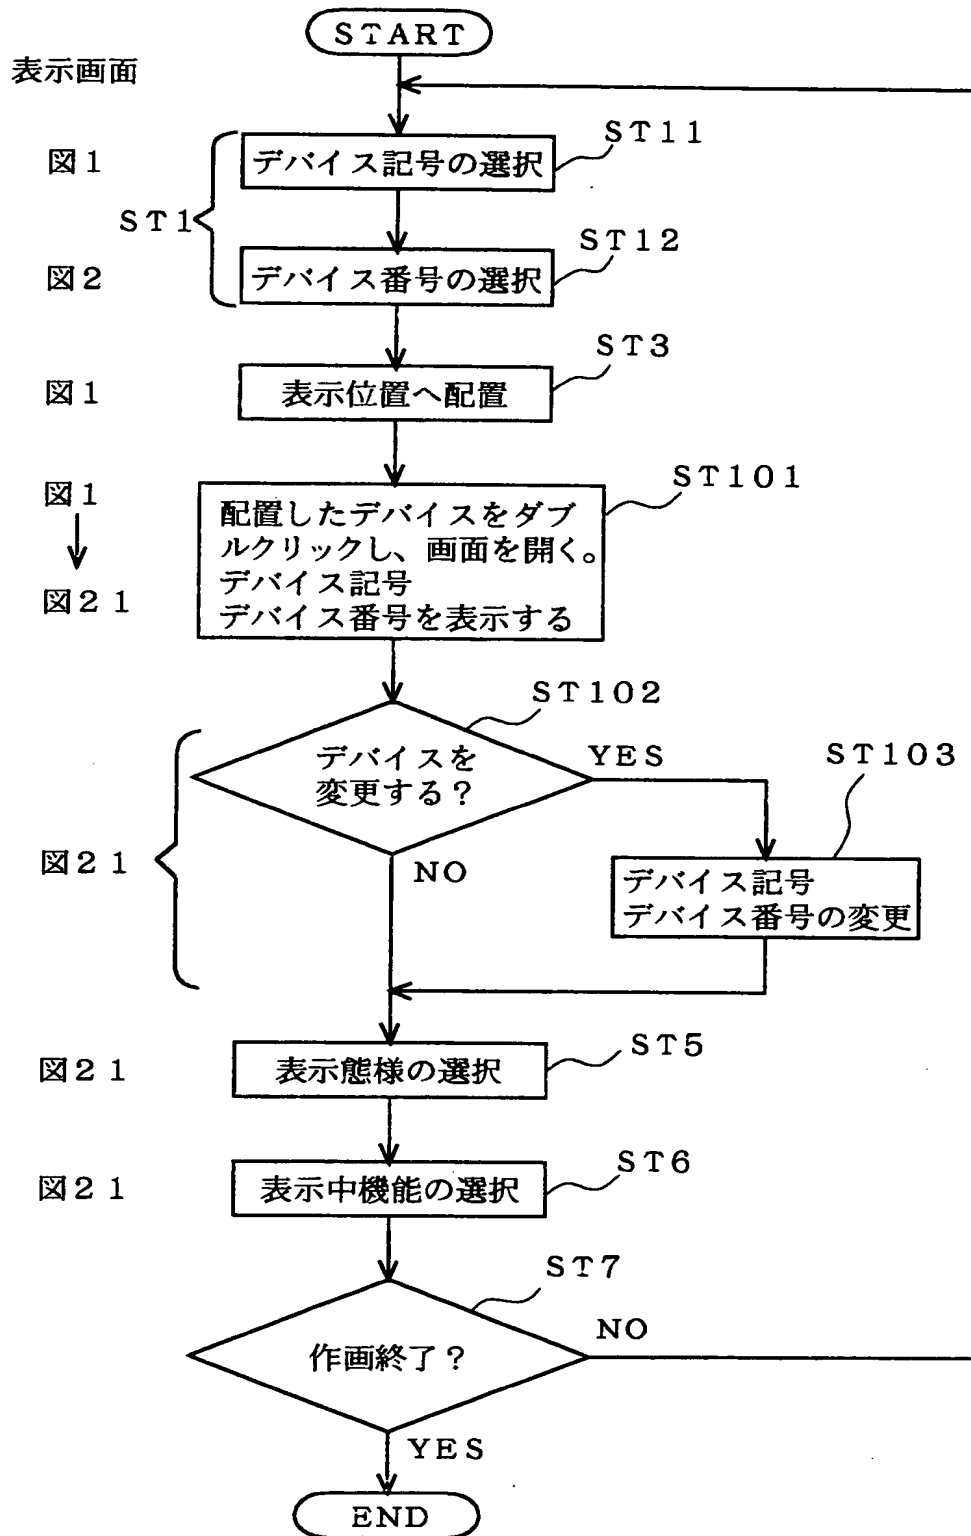 START
表示画面
ST11
図1
デバイス記号の選択
ST1
ST12
図2
デバイス番号の選択
ST3
図1
表示位置へ配置
ST101
図1
配置したデバイスをダブ
ルクリックし、画面を開く。
デバイス記号
デバイス番号を表示する
図21
ST102
デバイスを
変更する?
YES
ST103
図21
NO
デバイス記号
デバイス番号の変更
ST5
図21
表示態様の選択
ST6
図21
表示中機能の選択
ST7
NO
作画終了?
YES
END